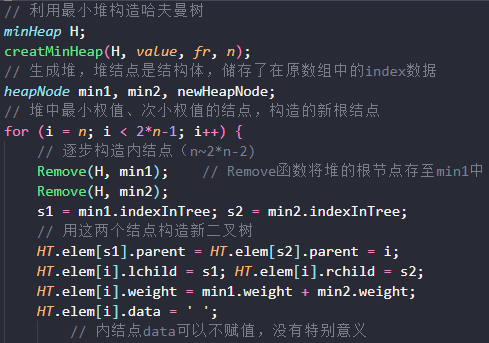 // 利用最小堆构造哈夫曼树
minHeap H;
creatMinHeap(H, value, fr, n);
// 生成堆，堆结点是结构体，储存了在原数组中的index数据
heapNode min1, min2, newHeapNode;
// 堆中最小权值、次小权值的结点，构造的新根结点
for (i = n; i < 2*n-1; i++) {
// 逐步构造内结点（n~2*n-2)
Remove(H, min1);    // Remove函数将堆的根节点存至min1中
Remove(H, min2);
s1 = min1.indexInTree; s2 = min2.indexInTree;
// 用这两个结点构造新二叉树
HT.elem[s1].parent = HT.elem[s2].parent = i;
HT.elem[i].lchild = s1; HT.elem[i].rchild = s2;
HT.elem[i].weight = min1.weight + min2.weight;
HT.elem[i].data = ' ';
// 内结点data可以不赋值，没有特别意义